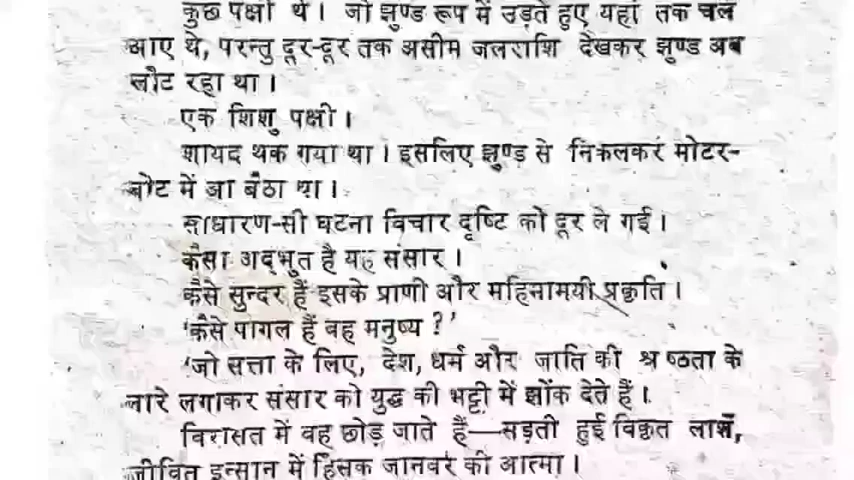 कुछ पक्षी थे । जो झुण्ड रूप में उड़ते हुए यहां तक चल
आए थे, परन्तु दूर-दूर तक असीम जलराशि देखकर झुण्ड अब
लौट रहा था ।
एक शिशु पक्षी ।
शायद थक गया था । इसलिए झुण्ड से निकलकर मोटर-
बोट में आ बैठा था ।
साधारण-सी घटना विचार दृष्टि को दूर ले गई ।
कैसा अद्भुत है यह संसार ।
कैसे सुन्दर हैं इसके प्राणी और महिमामयी प्रकृति ।
'कैसे पागल हैं वह मनुष्य ?'
'जो सत्ता के लिए, देश, धर्म और जाति की श्रेष्ठता के
नारे लगाकर संसार को युद्ध की भट्टी में झोंक देते हैं ।
विरासत में वह छोड़ जाते हैं—सड़ती हुई विकृत लाशें,
जीवित इन्सान में हिंसक जानवर की आत्मा ।